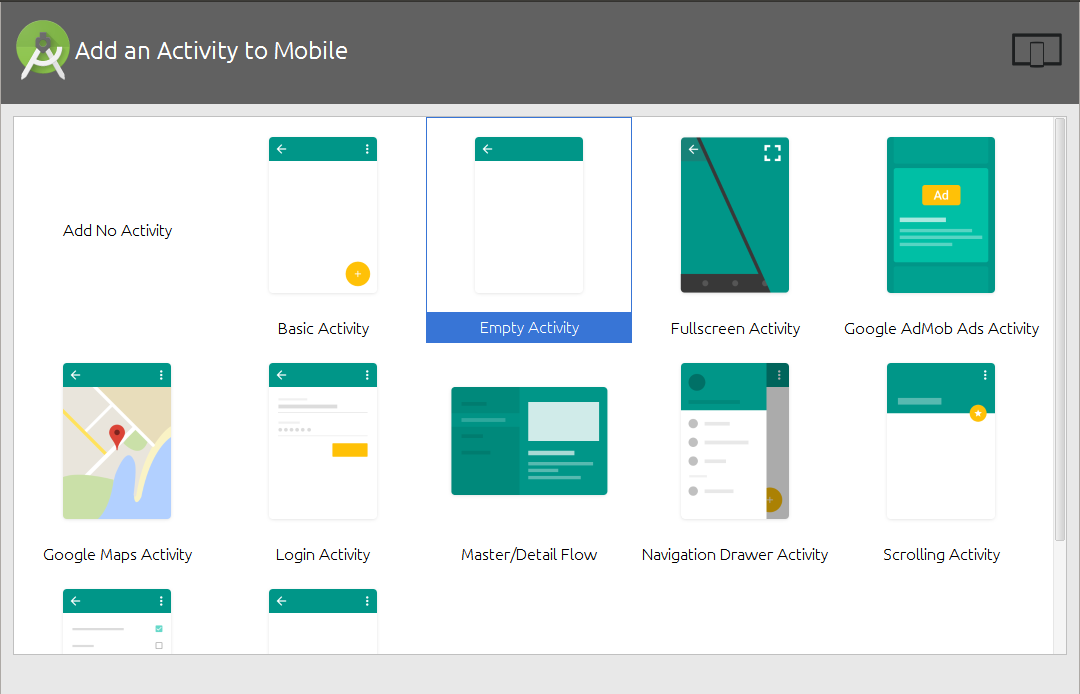 Add an Activity to Mobile
Add No Activity
Basic Activity
Empty Activity
Fullscreen Activity
Ad
Google AdMob Ads Activity
Google Maps Activity
Login Activity
Master/Detail Flow
Navigation Drawer Activity
Scrolling Activity